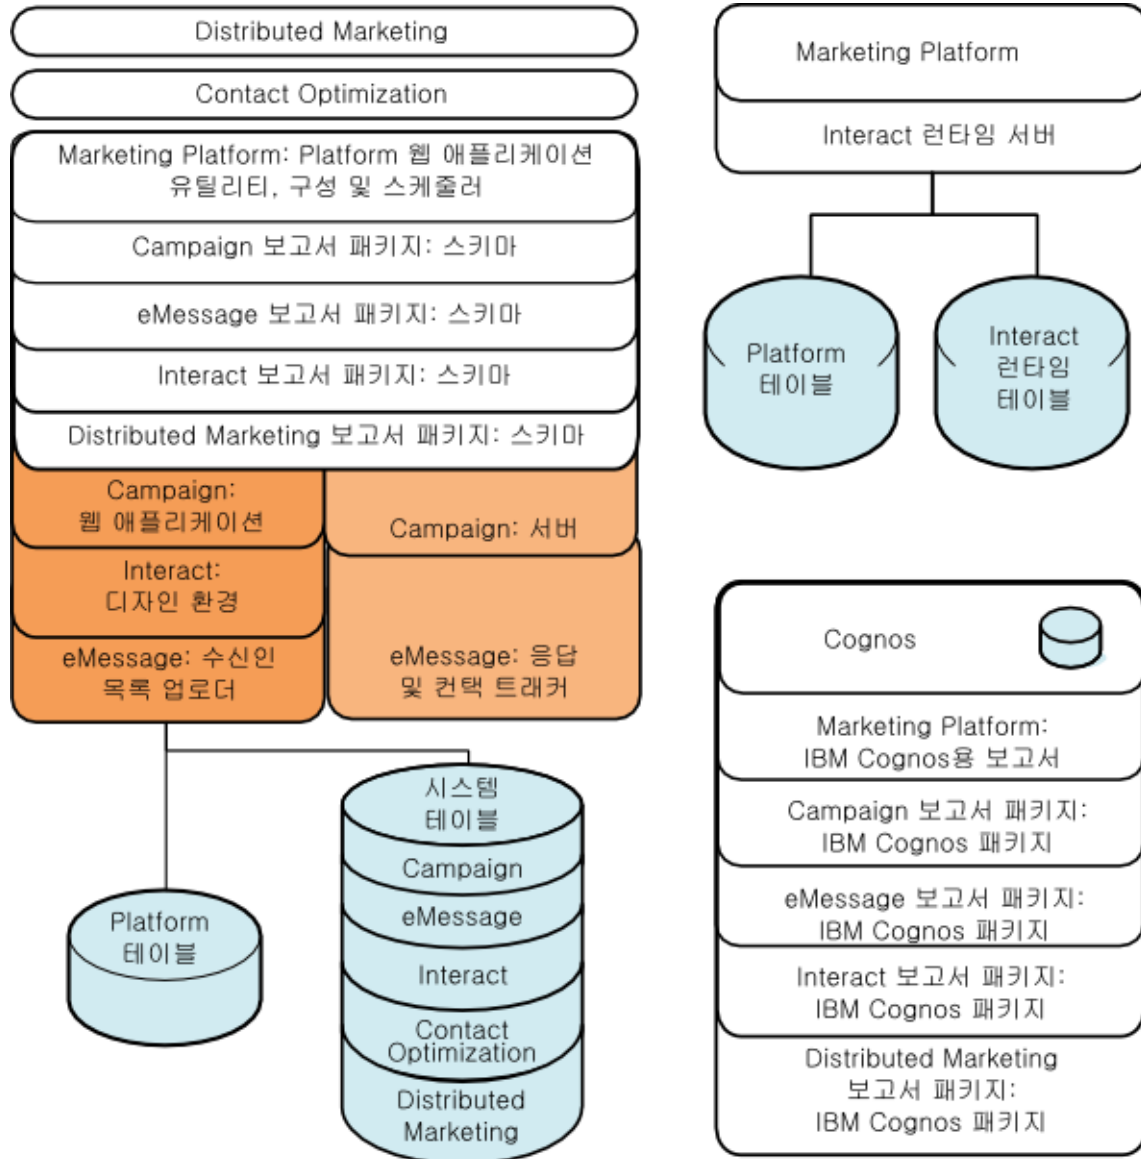 Distributed Marketing
Contact Optimization
Marketing Platform: Platform 웹 애플리케이션
유틸리티, 구성 및 스케줄러
Campaign 보고서 패키지: 스키마
eMessage 보고서 패키지: 스키마
Interact 보고서 패키지: 스키마
Distributed Marketing 보고서 패키지: 스키마
Campaign:
웹 애플리케이션
Campaign: 서버
Interact:
디자인 환경
eMessage: 수신인
목록 업로더
eMessage: 응답
및 컨택 트래커
Platform
테이블
시스템
테이블
Campaign
eMessage
Interact
Contact
Optimization
Distributed
Marketing
Marketing Platform
Interact 런타임 서버
Platform
테이블
Interact
런타임
테이블
Cognos
Marketing Platform:
IBM Cognos용 보고서
Campaign 보고서 패키지:
IBM Cognos 패키지
eMessage 보고서 패키지:
IBM Cognos 패키지
Interact 보고서 패키지:
IBM Cognos 패키지
Distributed Marketing
보고서 패키지:
IBM Cognos 패키지